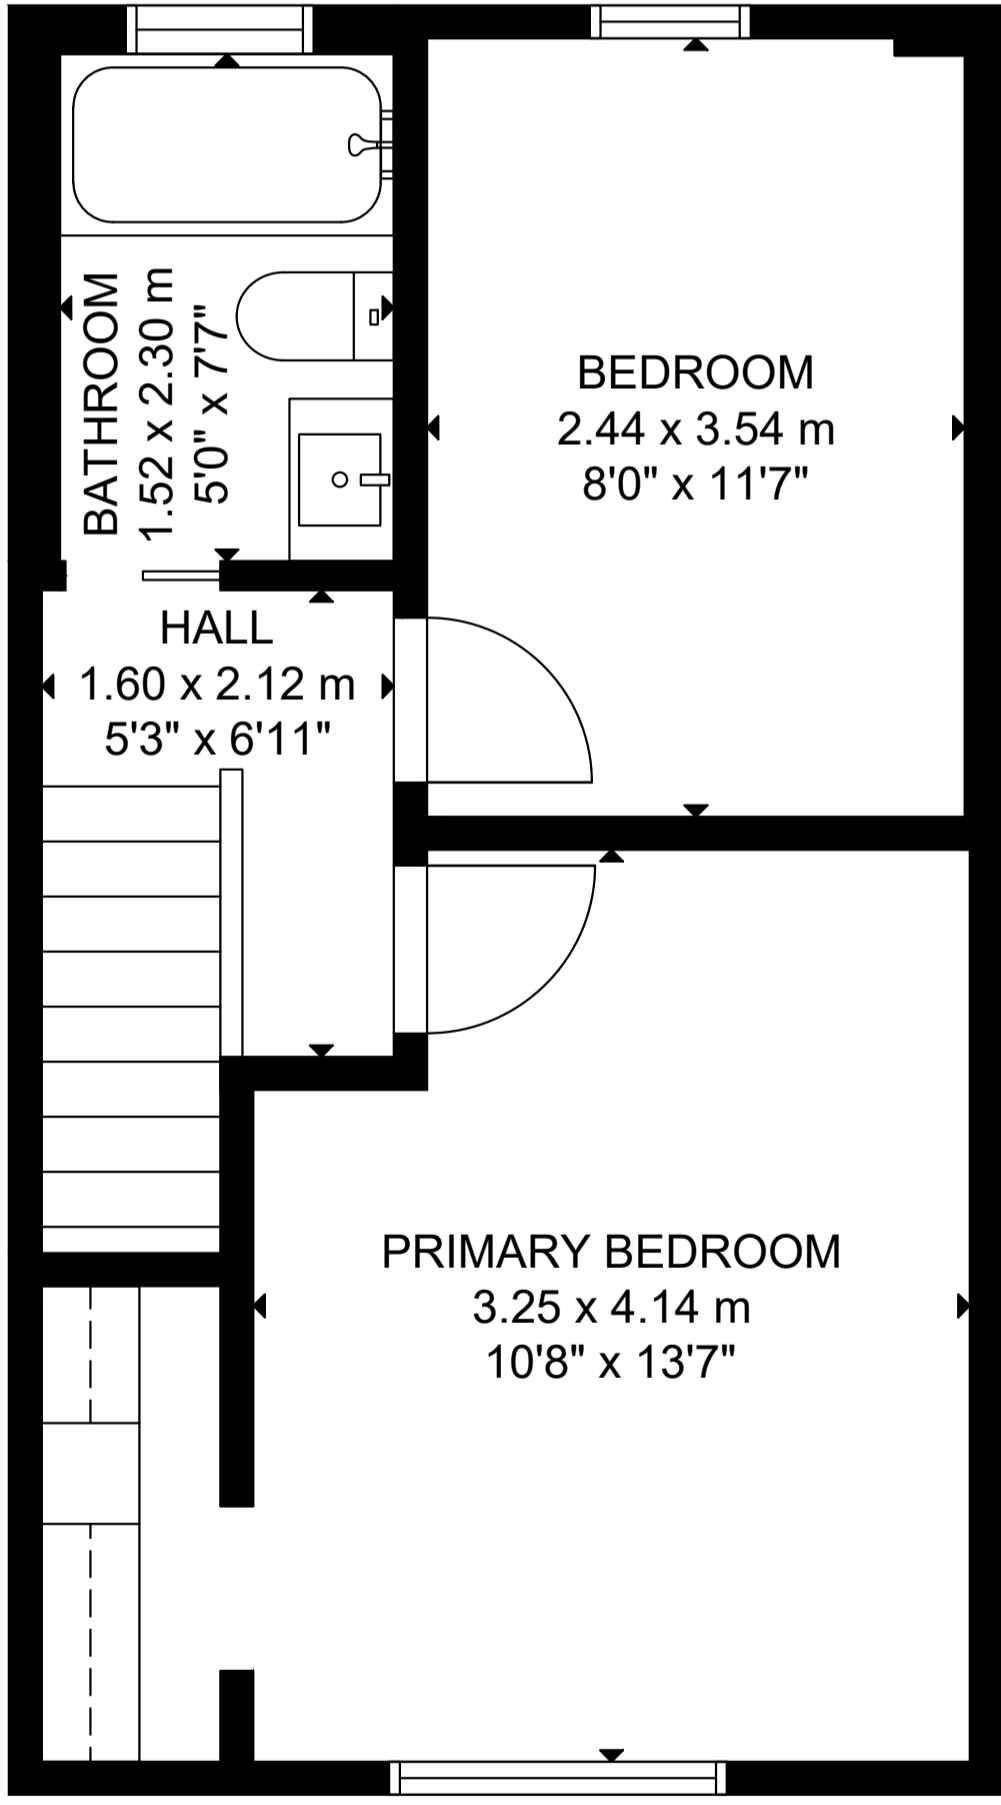 BATHROOM
1.52 x 2.30 m
5'0" x 7'7"
BEDROOM
2.44 x 3.54 m
8'0" x 11'7"
HALL
1.60 x 2.12 m
5'3" x 6'11"
PRIMARY BEDROOM
3.25 x 4.14 m
10'8" x 13'7"